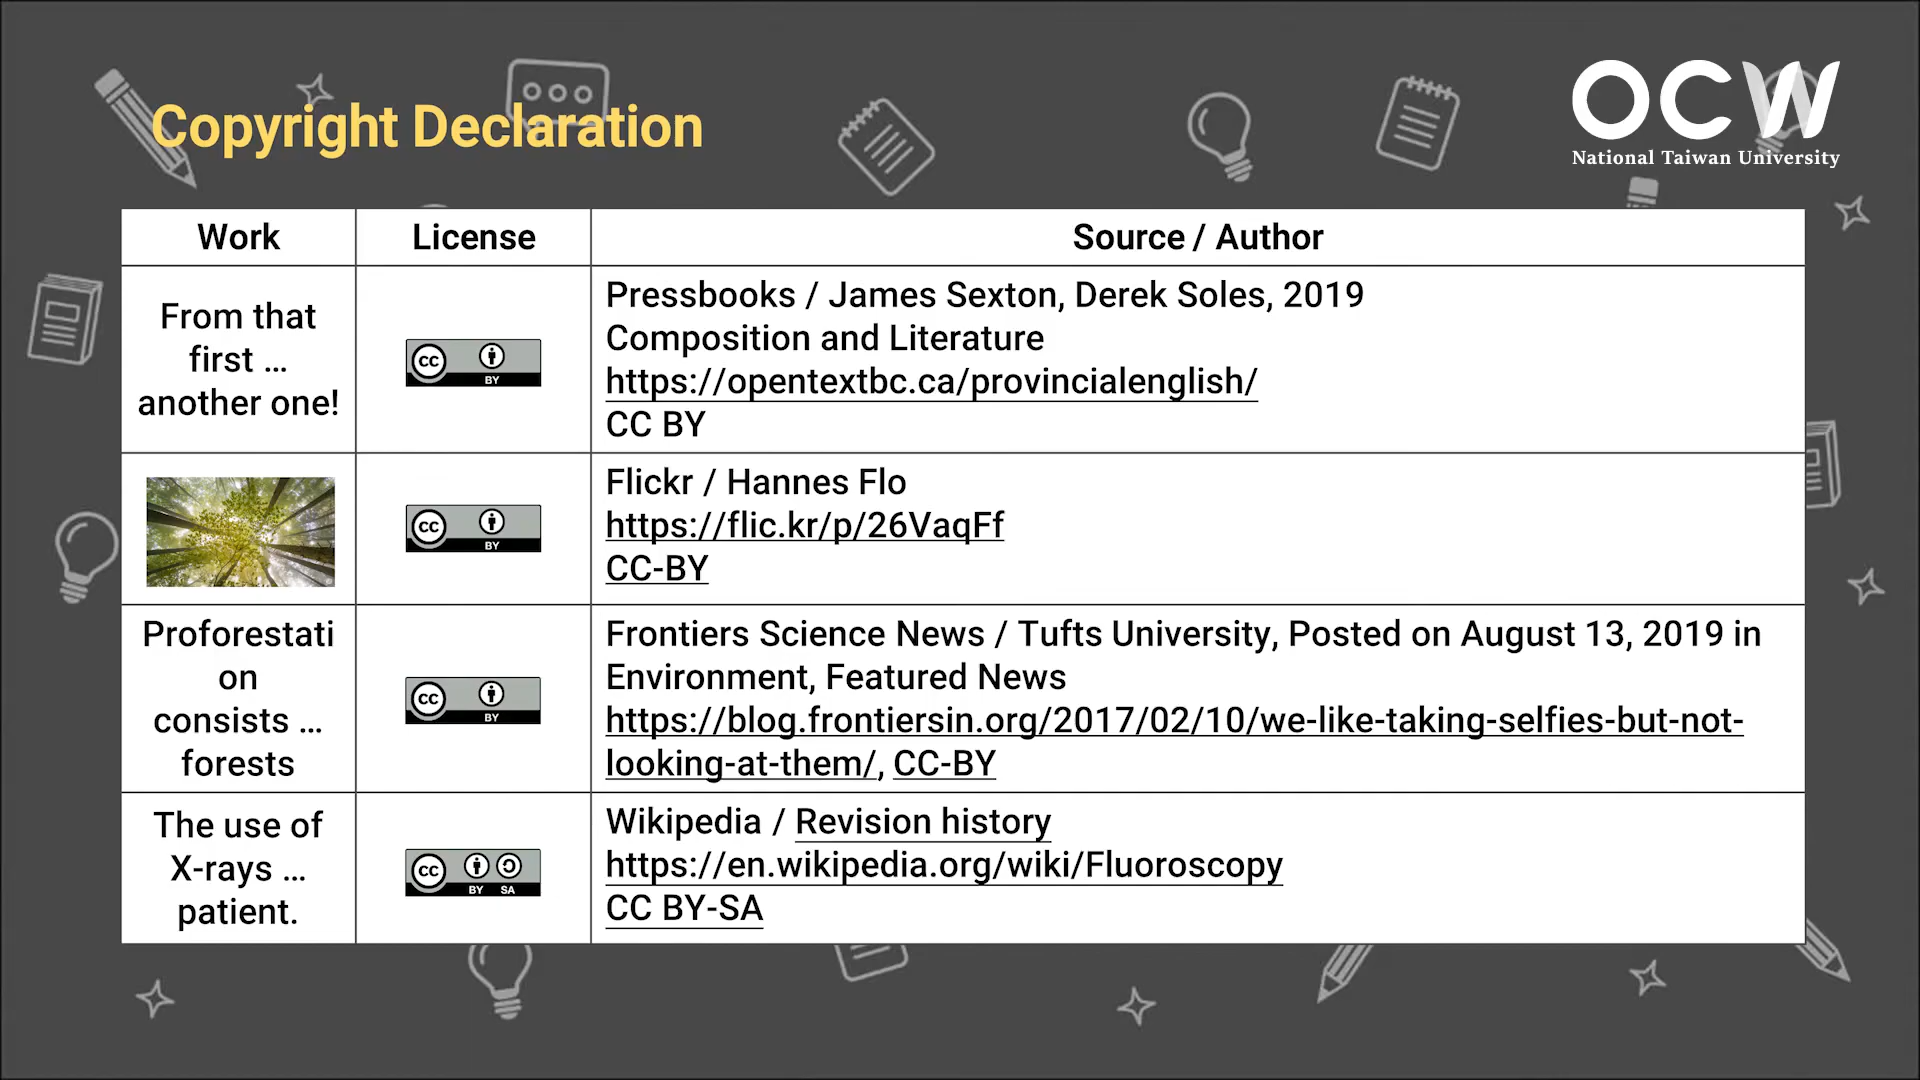 Copyright Declaration
OCW
National Taiwan University
Work
License
Source / Author
From that
first ...
another one!
cc
BY
Pressbooks / James Sexton, Derek Soles, 2019
Composition and Literature
https://opentextbc.ca/provincialenglish/
CC BY
cc
BY
Flickr / Hannes Flo
https://flic.kr/p/26VaqFf
CC-BY
Proforestati
on
consists ...
forests
cc
BY
Frontiers Science News / Tufts University, Posted on August 13, 2019 in
Environment, Featured News
https://blog.frontiersin.org/2017/02/10/we-like-taking-selfies-but-not-
looking-at-them/, CC-BY
The use of
X-rays ...
patient.
cc
BY SA
Wikipedia / Revision history
https://en.wikipedia.org/wiki/Fluoroscopy
CC BY-SA